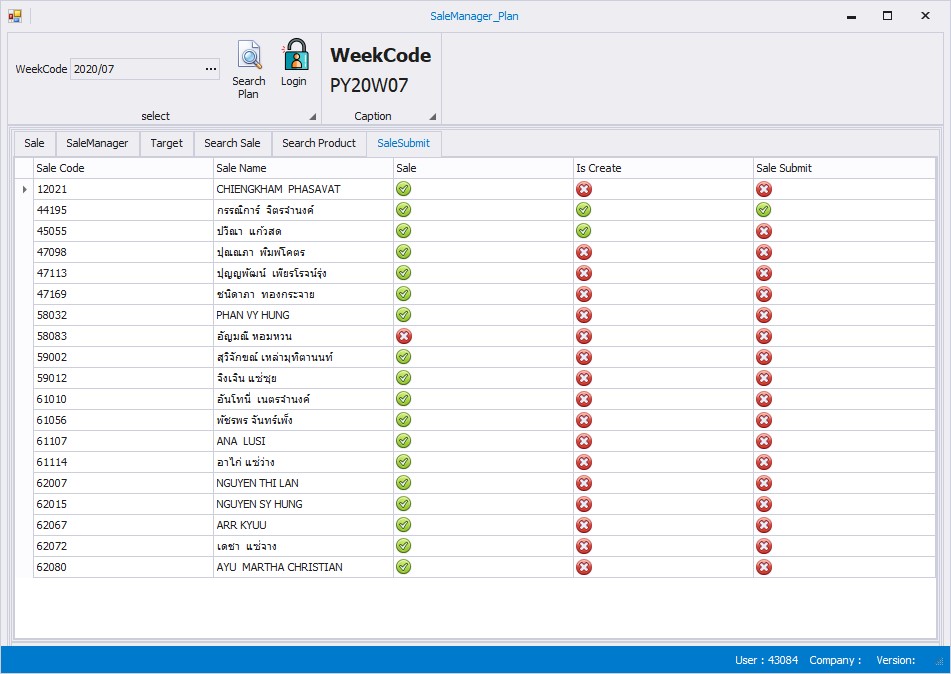 SaleManager_Plan
WeekCode 2020/07 ...
Search Plan
Login
WeekCode
PY20W07
select
Caption
Sale SaleManager Target Search Sale Search Product SaleSubmit
Sale Code Sale Name Sale Is Create Sale Submit
12021 CHIENGKHAM PHASAVAT
44195 กรรณิการ์ จิตรจำนงค์
45055 ปวีณา แก้วสด
47098 ปุณณภา พิมพ์โคตร
47113 ปุญญพัฒน์ เพียรโรจน์รุ่ง
47169 ชนิดาภา ทองกระจาย
58032 PHAN VY HUNG
58083 อัญมณี หอมหวน
59002 สุวิจักขณ์ เหล่ามุทิตานนท์
59012 จิ่งเจิน แซ่ซุย
61010 อันโทนี่ เนตรจำนงค์
61056 พัชรพร จันทร์เพ็ง
61107 ANA LUSI
61114 อาไก่ แซ่ว่าง
62007 NGUYEN THI LAN
62015 NGUYEN SY HUNG
62067 ARR KYUU
62072 เดชา แซ่จาง
62080 AYU MARTHA CHRISTIAN
User : 43084 Company : Version: